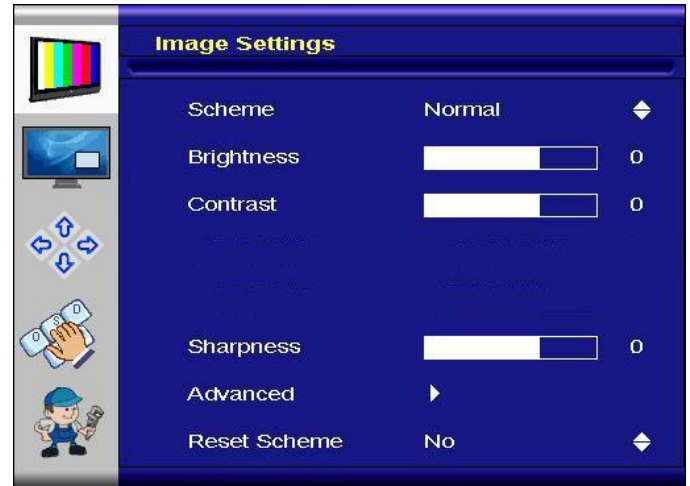 Image Settings
Scheme Normal
Brightness 0
Contrast 0
Sharpness 0
Advanced
Reset Scheme No
O S D